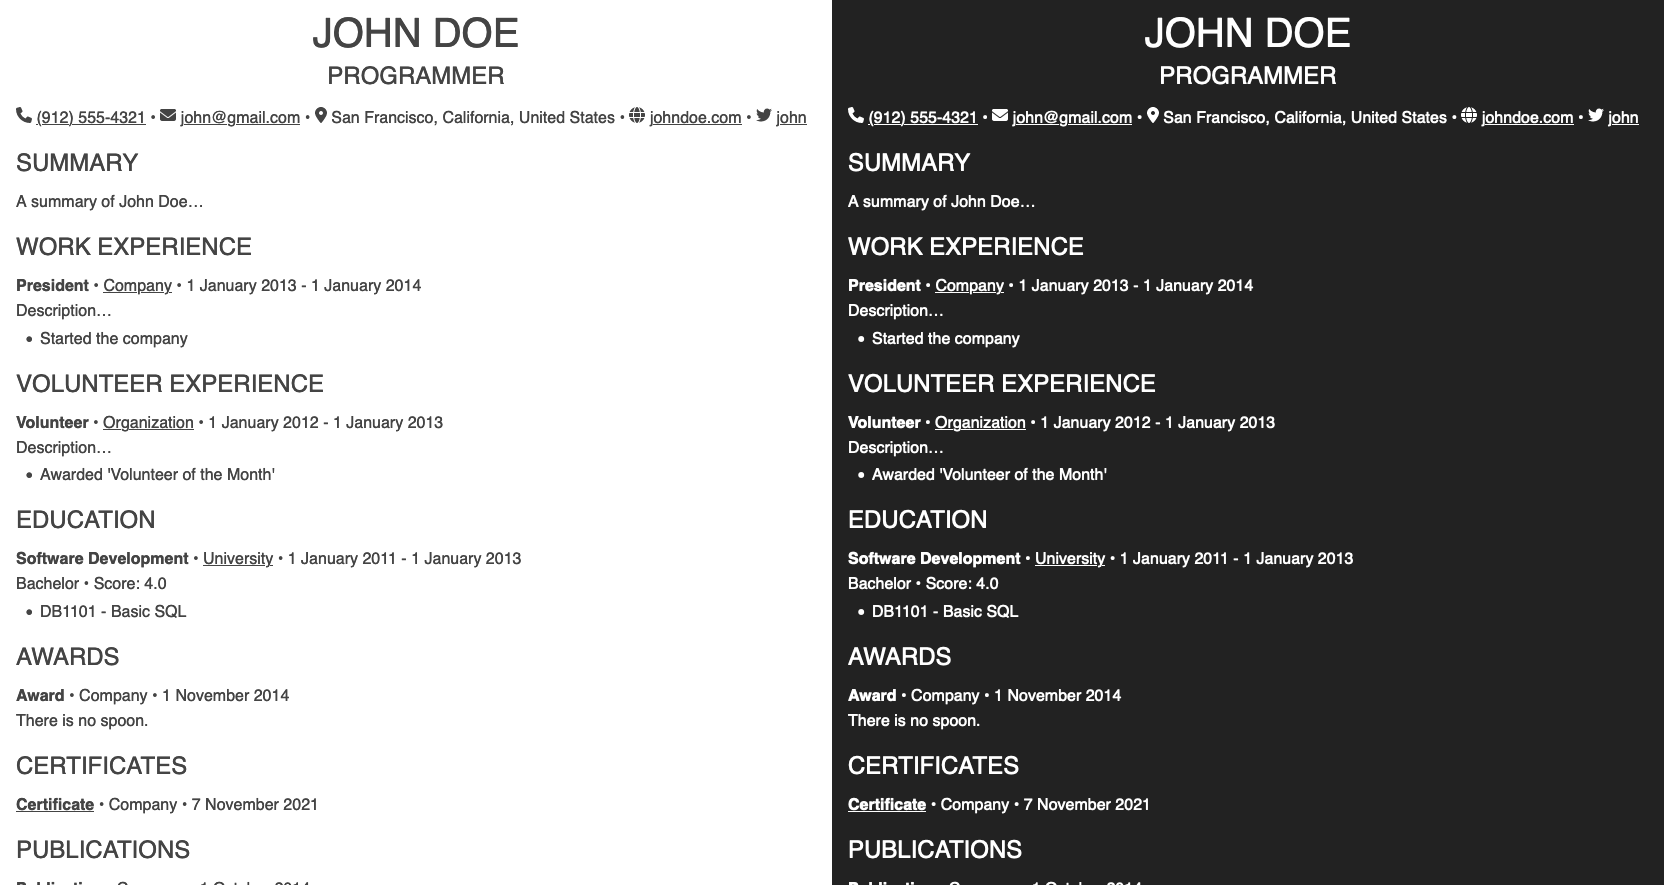 JOHN DOE
PROGRAMMER
(912) 555-4321 • john@gmail.com • San Francisco, California, United States • johndoe.com • john
SUMMARY
A summary of John Doe…
WORK EXPERIENCE
President • Company • 1 January 2013 - 1 January 2014
Description…
• Started the company
VOLUNTEER EXPERIENCE
Volunteer • Organization • 1 January 2012 - 1 January 2013
Description…
• Awarded 'Volunteer of the Month'
EDUCATION
Software Development • University • 1 January 2011 - 1 January 2013
Bachelor • Score: 4.0
• DB1101 - Basic SQL
AWARDS
Award • Company • 1 November 2014
There is no spoon.
CERTIFICATES
Certificate • Company • 7 November 2021
PUBLICATIONS
JOHN DOE
PROGRAMMER
(912) 555-4321 • john@gmail.com • San Francisco, California, United States • johndoe.com • john
SUMMARY
A summary of John Doe…
WORK EXPERIENCE
President • Company • 1 January 2013 - 1 January 2014
Description…
• Started the company
VOLUNTEER EXPERIENCE
Volunteer • Organization • 1 January 2012 - 1 January 2013
Description…
• Awarded 'Volunteer of the Month'
EDUCATION
Software Development • University • 1 January 2011 - 1 January 2013
Bachelor • Score: 4.0
• DB1101 - Basic SQL
AWARDS
Award • Company • 1 November 2014
There is no spoon.
CERTIFICATES
Certificate • Company • 7 November 2021
PUBLICATIONS